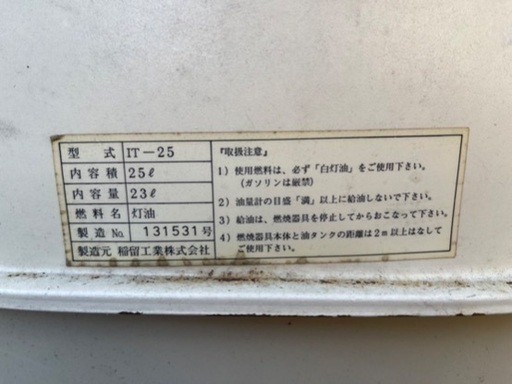 型 式 IT-25
内容積 25ℓ
内容量 23ℓ
燃料名 灯油
製造 No. 131531号
製造元 稲留工業株式会社
『取扱注意』
1) 使用燃料は、必ず「白灯油」をご使用下さい。
(ガソリンは厳禁)
2) 油量計の目盛「満」以上に給油しないで下さい。
3) 給油は、燃焼器具を停止してからおこなって下さい。
4) 燃焼器具本体と油タンクの距離は2m以上はなして
ご使用下さい。